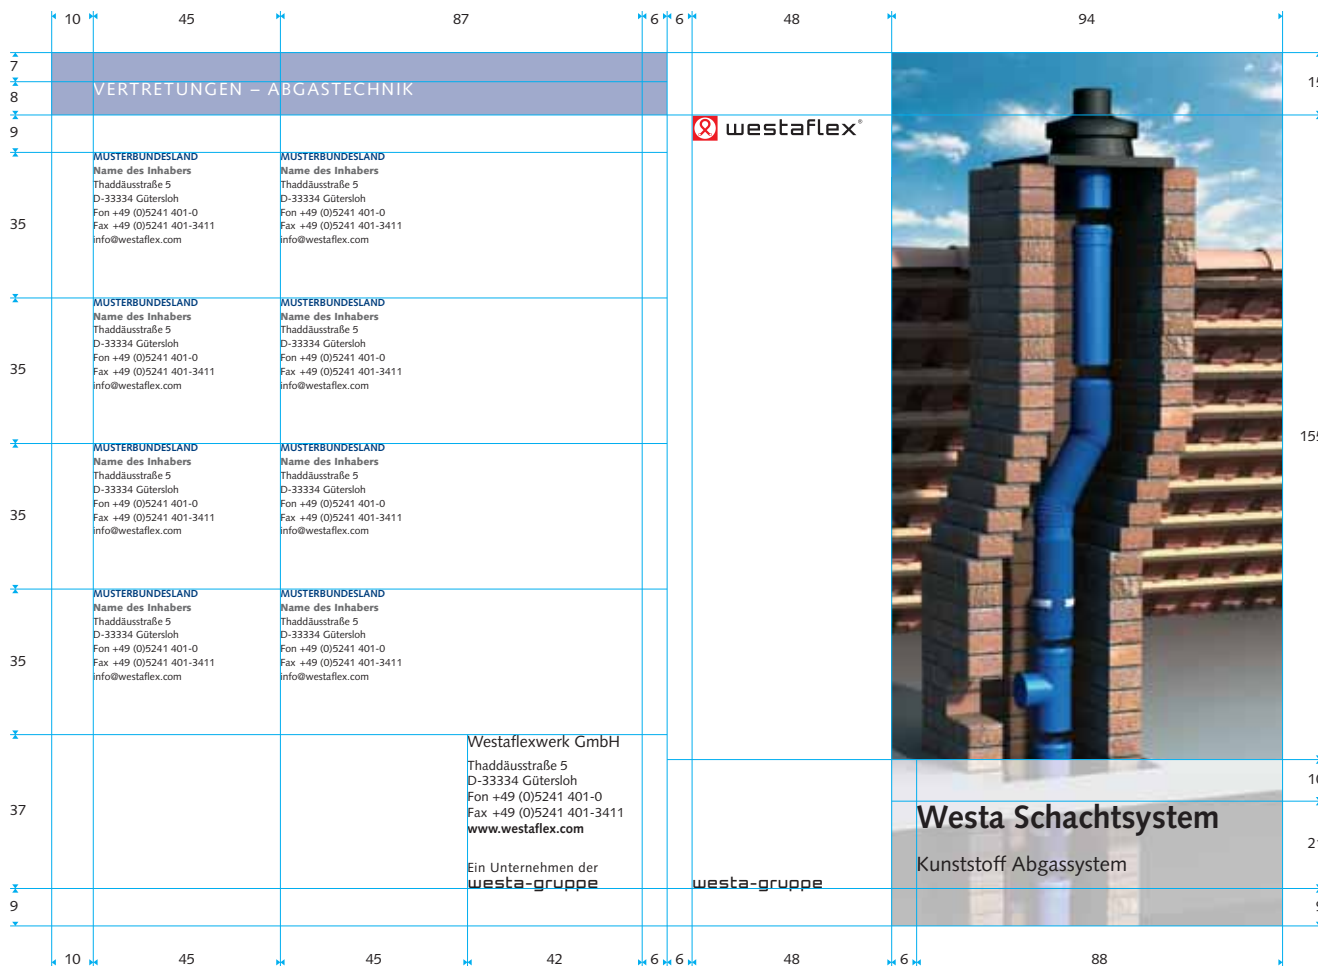 10 45 87 6 6 48 94
7
8
9
35
35
35
35
37
9
VERTRETUNGEN – ABGASTECHNIK
MUSTERBUNDESLAND
Name des Inhabers
Thaddäusstraße 5
D-33334 Gütersloh
Fon +49 (0)5241 401-0
Fax +49 (0)5241 401-3411
info@westaflex.com
MUSTERBUNDESLAND
Name des Inhabers
Thaddäusstraße 5
D-33334 Gütersloh
Fon +49 (0)5241 401-0
Fax +49 (0)5241 401-3411
info@westaflex.com
MUSTERBUNDESLAND
Name des Inhabers
Thaddäusstraße 5
D-33334 Gütersloh
Fon +49 (0)5241 401-0
Fax +49 (0)5241 401-3411
info@westaflex.com
MUSTERBUNDESLAND
Name des Inhabers
Thaddäusstraße 5
D-33334 Gütersloh
Fon +49 (0)5241 401-0
Fax +49 (0)5241 401-3411
info@westaflex.com
MUSTERBUNDESLAND
Name des Inhabers
Thaddäusstraße 5
D-33334 Gütersloh
Fon +49 (0)5241 401-0
Fax +49 (0)5241 401-3411
info@westaflex.com
MUSTERBUNDESLAND
Name des Inhabers
Thaddäusstraße 5
D-33334 Gütersloh
Fon +49 (0)5241 401-0
Fax +49 (0)5241 401-3411
info@westaflex.com
MUSTERBUNDESLAND
Name des Inhabers
Thaddäusstraße 5
D-33334 Gütersloh
Fon +49 (0)5241 401-0
Fax +49 (0)5241 401-3411
info@westaflex.com
MUSTERBUNDESLAND
Name des Inhabers
Thaddäusstraße 5
D-33334 Gütersloh
Fon +49 (0)5241 401-0
Fax +49 (0)5241 401-3411
info@westaflex.com
Westaflexwerk GmbH
Thaddäusstraße 5
D-33334 Gütersloh
Fon +49 (0)5241 401-0
Fax +49 (0)5241 401-3411
www.westaflex.com
Ein Unternehmen der
westa-gruppe
westaflex®
westa-gruppe
Westa Schachtsystem
Kunststoff Abgassystem
10 45 45 42 6 6 48 6 88